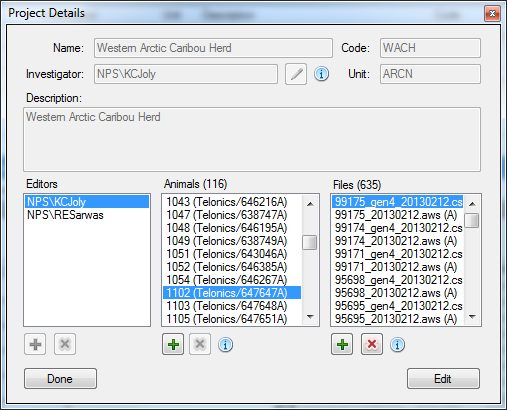 Project Details
Name: Western Arctic Caribou Herd Code: WACH
Investigator: NPS\KCJoly Unit: ARCN
Description:
Western Arctic Caribou Herd
Editors
NPS\KCJoly
NPS\RESarwas
Animals (116)
1043 (Telonics/646216A)
1047 (Telonics/638747A)
1048 (Telonics/646195A)
1049 (Telonics/638749A)
1051 (Telonics/643046A)
1052 (Telonics/646385A)
1054 (Telonics/646267A)
1102 (Telonics/647647A)
1103 (Telonics/647648A)
1105 (Telonics/647651A)
Files (635)
99175_gen4_20130212.cs
99175_20130212.aws (A)
99174_gen4_20130212.cs
99174_20130212.aws (A)
99171_gen4_20130212.cs
99171_20130212.aws (A)
95698_gen4_20130212.cs
95698_20130212.aws (A)
95695_gen4_20130212.cs
95695_20130212.aws (A)
Done
Edit